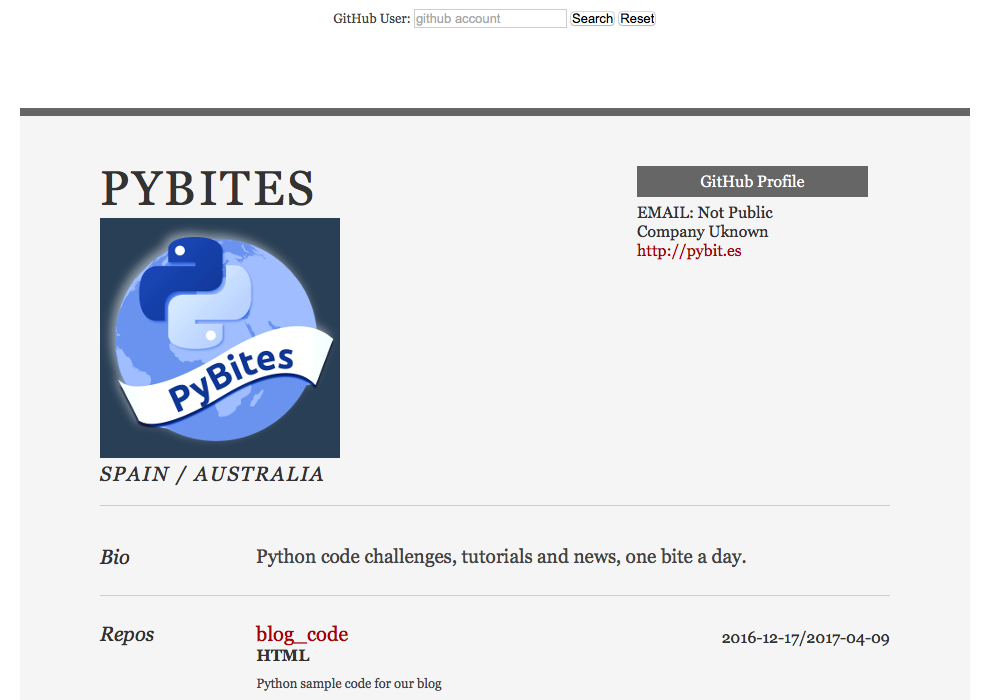 GitHub User: github account Search Reset
PYBITES
GitHub Profile
EMAIL: Not Public
Company Uknown
http://pybit.es
PyBites
SPAIN / AUSTRALIA
Bio Python code challenges, tutorials and news, one bite a day.
Repos blog_code 2016-12-17/2017-04-09
HTML
Python sample code for our blog